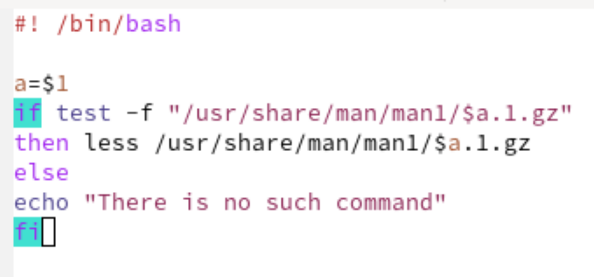 #! /bin/bash

a=$1
if test -f "/usr/share/man/man1/$a.1.gz"
then less /usr/share/man/man1/$a.1.gz
else
echo "There is no such command"
fi